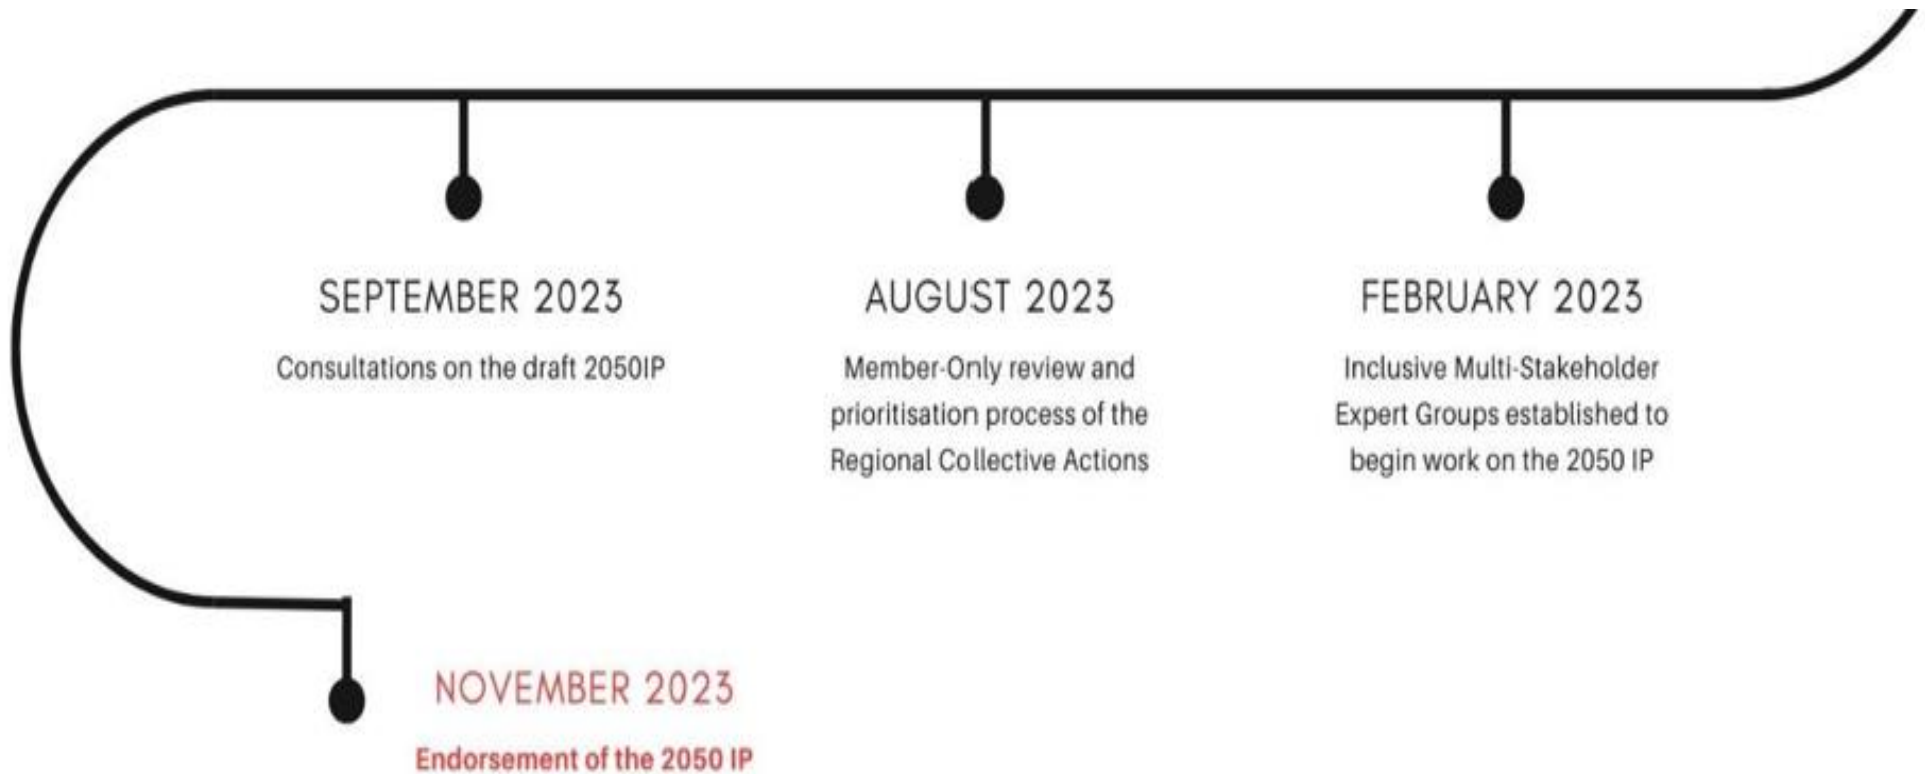 SEPTEMBER 2023
Consultations on the draft 2050IP
AUGUST 2023
Member-Only review and
prioritisation process of the
Regional Collective Actions
FEBRUARY 2023
Inclusive Multi-Stakeholder
Expert Groups established to
begin work on the 2050 IP
NOVEMBER 2023
Endorsement of the 2050 IP